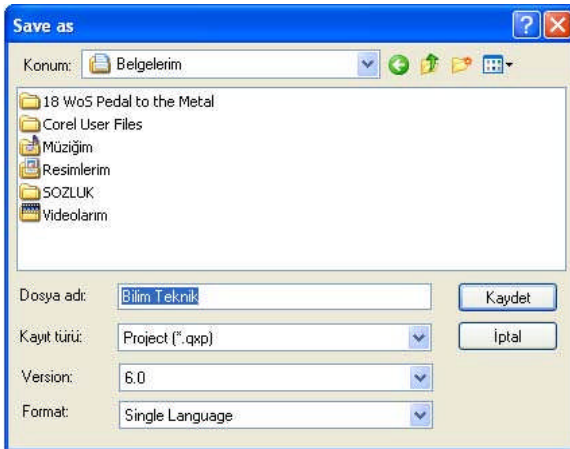 Save as
Konum: Belgelerim
18 WoS Pedal to the Metal
Corel User Files
Müziğim
Resimlerim
SOZLUK
Videolarım
Dosya adı: Bilim Teknik Kaydet
Kayıt türü: Project (*.qxp) İptal
Version: 6.0
Format: Single Language